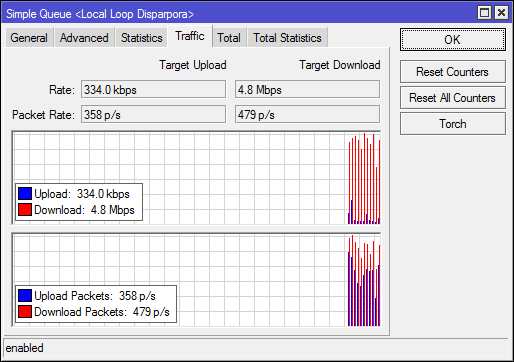 Simple Queue <Local Loop Disparpora>
General Advanced Statistics Traffic Total Total Statistics
OK
Reset Counters
Reset All Counters
Torch
Target Upload Target Download
Rate: 334.0 kbps 4.8 Mbps
Packet Rate: 358 p/s 479 p/s
Upload: 334.0 kbps
Download: 4.8 Mbps
Upload Packets: 358 p/s
Download Packets: 479 p/s
enabled